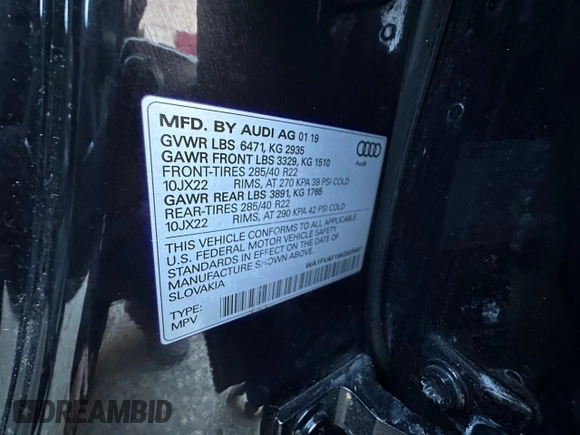 MFD. BY AUDI AG 01 19
GVWR LBS 6471, KG 2935
GAWR FRONT LBS 3329, KG 1510
FRONT-TIRES 285/40 R22
10JX22 RIMS, AT 270 KPA 39 PSI COLD
GAWR REAR LBS 3891, KG 1765
REAR-TIRES 285/40 R22
10JX22 RIMS, AT 290 KPA 42 PSI COLD
Audi
THIS VEHICLE CONFORMS TO ALL APPLICABLE
U.S. FEDERAL MOTOR VEHICLE SAFETY
STANDARDS IN EFFECT ON THE DATE OF
MANUFACTURE SHOWN ABOVE.
SLOVAKIA
TYPE:
MPV
DREAMBID